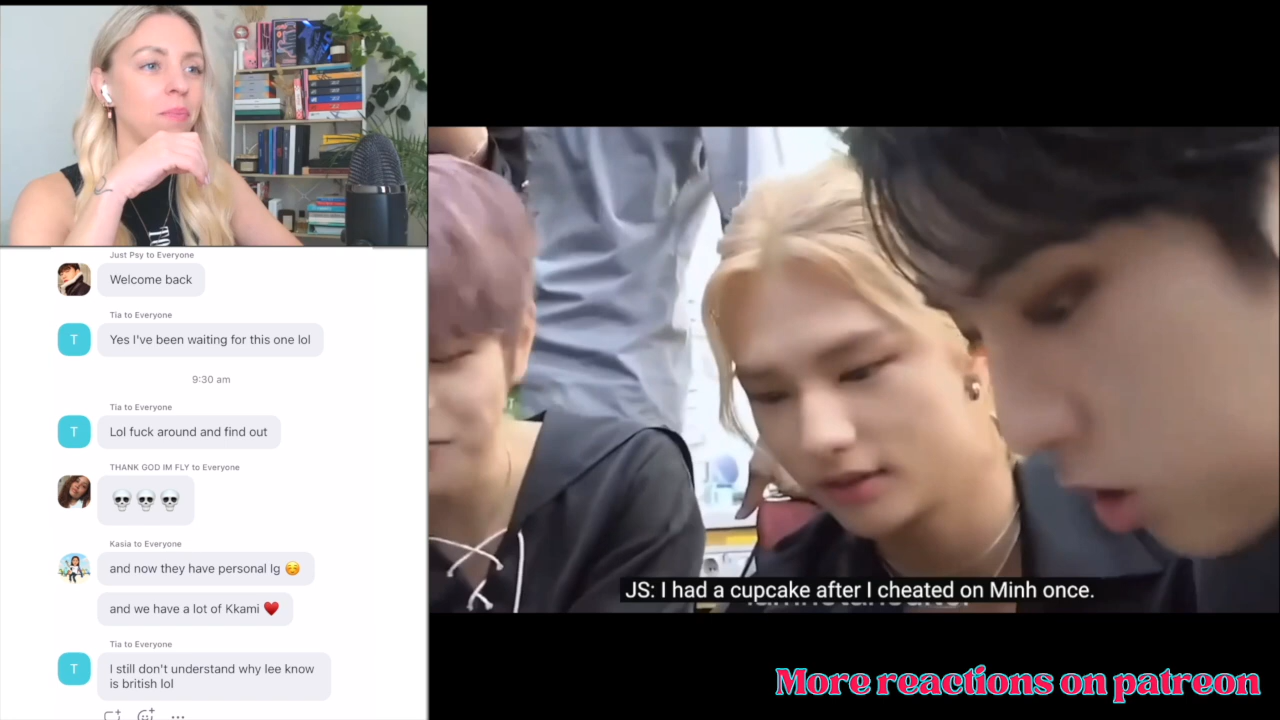 Just Psy to Everyone
Welcome back
Tia to Everyone
T
Yes I've been waiting for this one lol
9:30 am
Tia to Everyone
T
Lol fuck around and find out
THANK GOD IM FLY to Everyone
💀💀💀
Kasia to Everyone
and now they have personal Ig ☺️
and we have a lot of Kkami ❤️
Tia to Everyone
T
I still don't understand why lee know
is british lol
JS: I had a cupcake after I cheated on Minh once.
More reactions on patreon